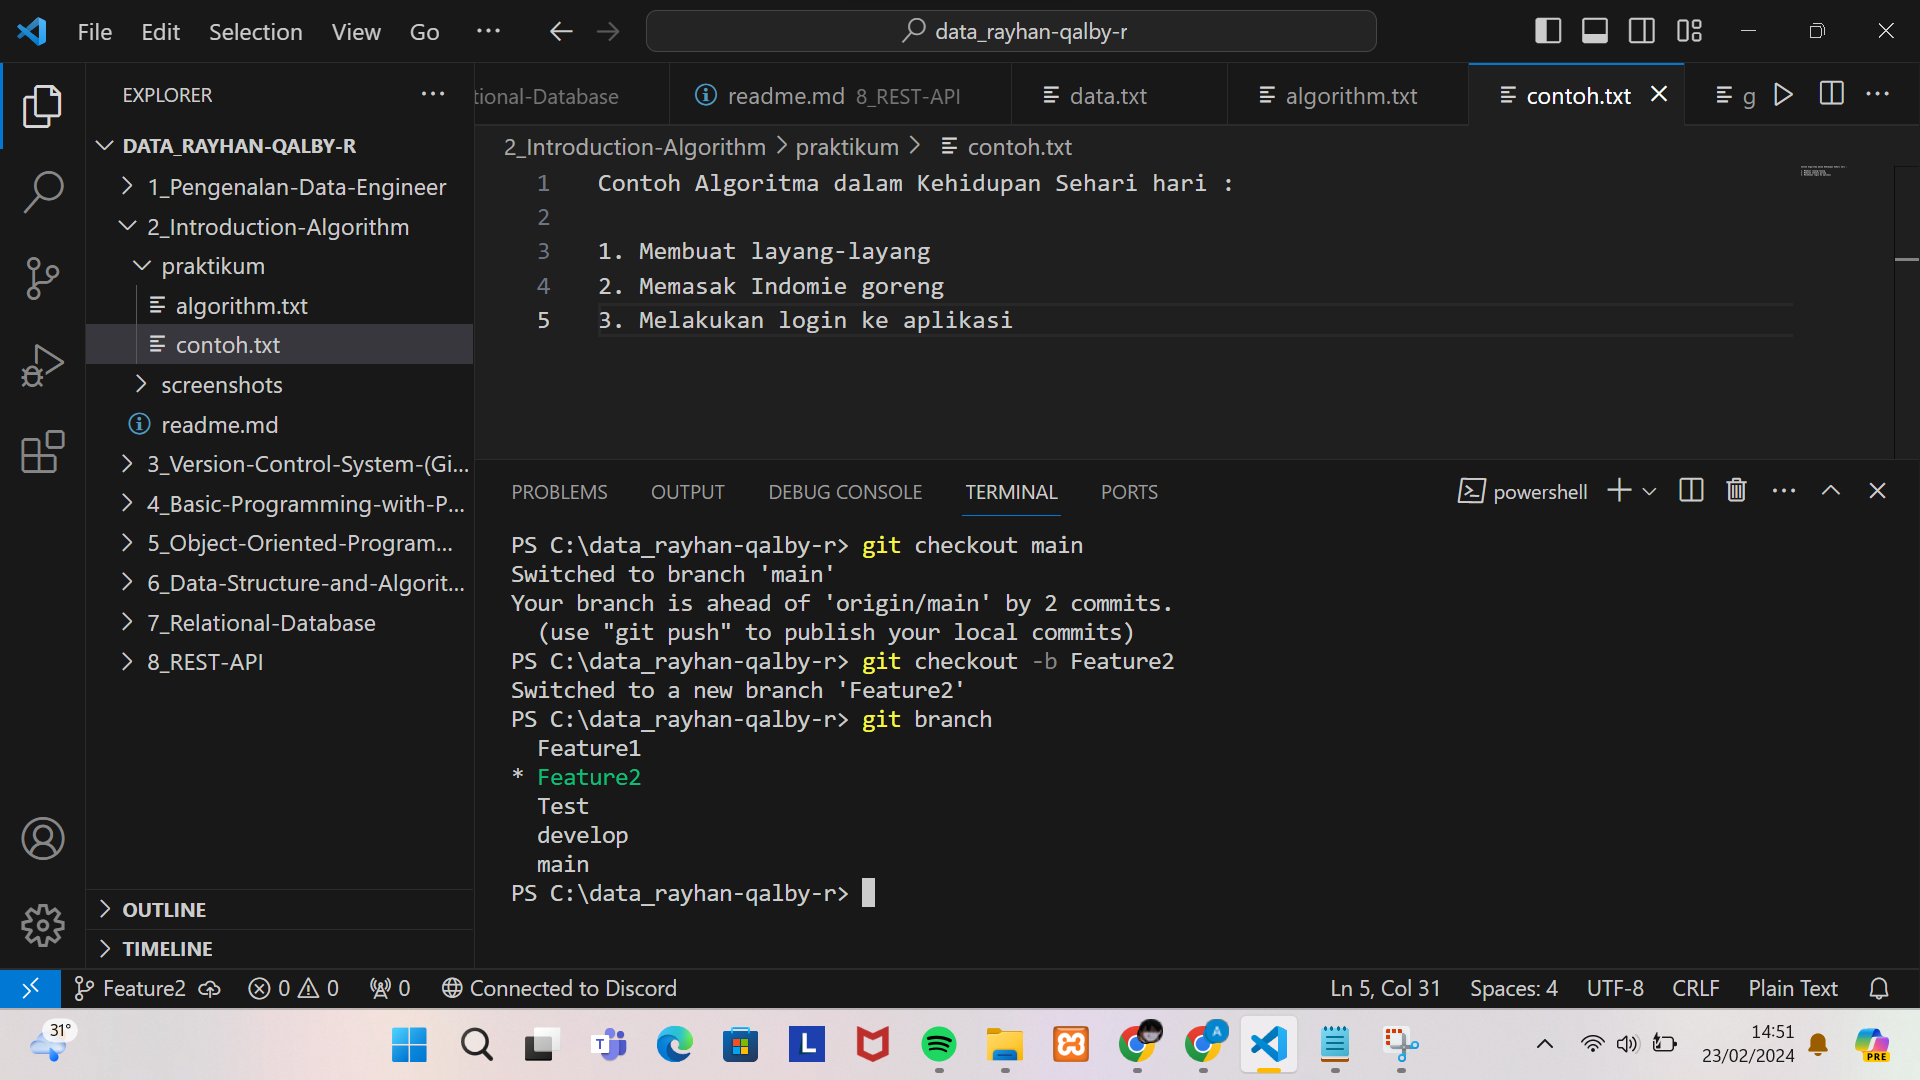 File Edit Selection View Go ··· data_rayhan-qalby-r
EXPLORER ···
DATA_RAYHAN-QALBY-R
1_Pengenalan-Data-Engineer
2_Introduction-Algorithm
praktikum
algorithm.txt
contoh.txt
screenshots
readme.md
3_Version-Control-System-(Gi...
4_Basic-Programming-with-P...
5_Object-Oriented-Program...
6_Data-Structure-and-Algorit...
7_Relational-Database
8_REST-API
OUTLINE
TIMELINE
tional-Database readme.md 8_REST-API data.txt algorithm.txt contoh.txt g ···
2_Introduction-Algorithm > praktikum > contoh.txt
1 Contoh Algoritma dalam Kehidupan Sehari hari :
2
3 1. Membuat layang-layang
4 2. Memasak Indomie goreng
5 3. Melakukan login ke aplikasi
PROBLEMS OUTPUT DEBUG CONSOLE TERMINAL PORTS powershell ···
PS C:\data_rayhan-qalby-r> git checkout main
Switched to branch 'main'
Your branch is ahead of 'origin/main' by 2 commits.
(use "git push" to publish your local commits)
PS C:\data_rayhan-qalby-r> git checkout -b Feature2
Switched to a new branch 'Feature2'
PS C:\data_rayhan-qalby-r> git branch
Feature1
* Feature2
Test
develop
main
PS C:\data_rayhan-qalby-r>
Feature2 0 0 0 Connected to Discord Ln 5, Col 31 Spaces: 4 UTF-8 CRLF Plain Text
31° T L A 14:51
23/02/2024
PRE